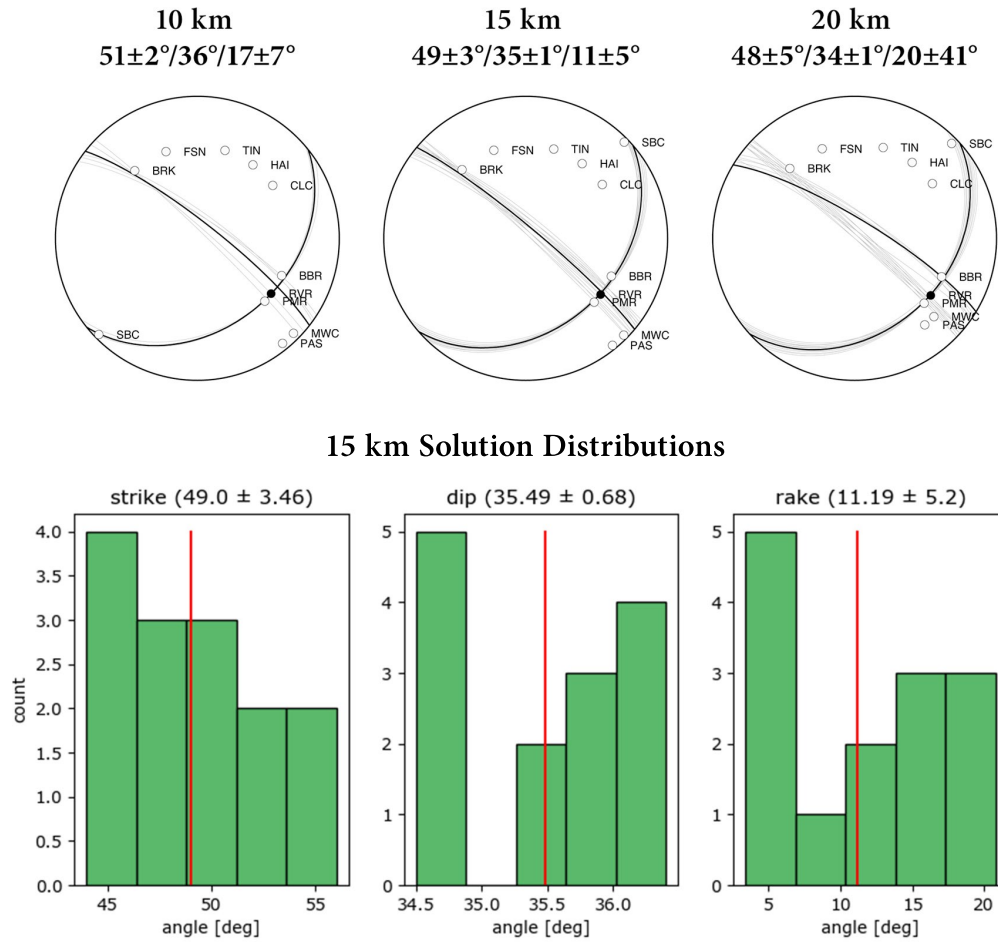 10 km
15 km
20 km
51±2°/36°/17±7°
49±3°/35±1°/11±5°
48±5°/34±1°/20±41°
FSN
TIN
HAI
BRK
CLC
BBR
RVR
PMR
SBC
MWC
PAS
SBC
FSN
TIN
HAI
BRK
CLC
BBR
RVR
PMR
MWC
PAS
SBC
FSN
TIN
HAI
BRK
CLC
BBR
RVR
PMR
MWC
PAS
15 km Solution Distributions
strike (49.0 ± 3.46)
4.0
3.5
3.0
2.5
2.0
1.5
1.0
0.5
0.0
count
45
50
55
angle [deg]
dip (35.49 ± 0.68)
5
4
3
2
1
0
34.5
35.0
35.5
36.0
angle [deg]
rake (11.19 ± 5.2)
5
4
3
2
1
0
5
10
15
20
angle [deg]